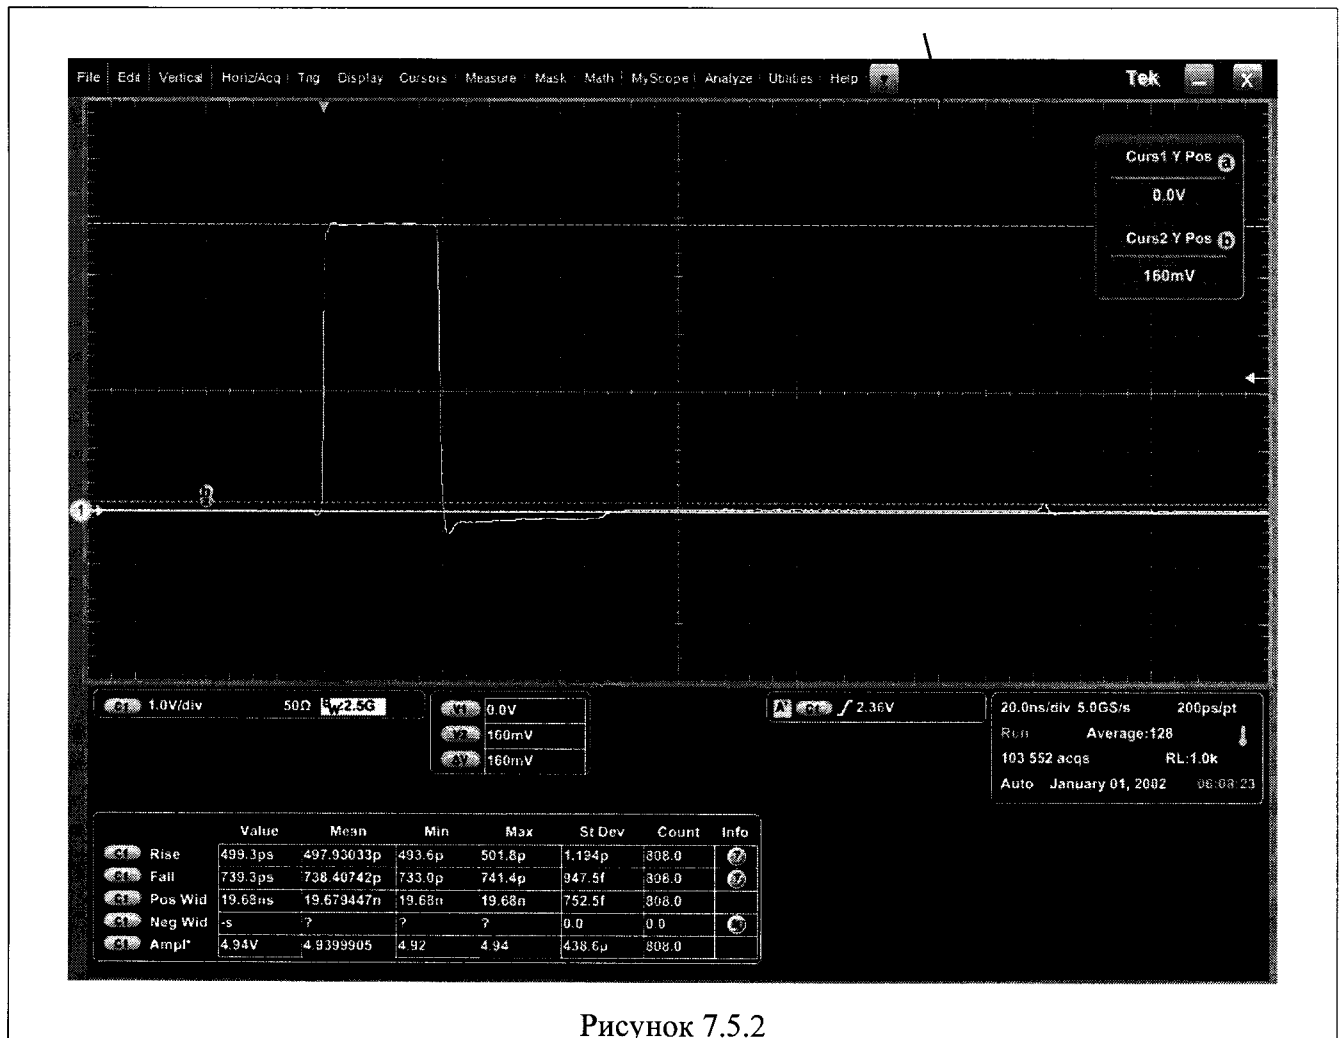 File Edit Vertical Horiz/Acq Trig Display Cursors Measure Mask Math MyScope Analyze Utilities Help Tek X
Curs1 Y Pos a
0.0V
Curs2 Y Pos b
160mV
1
C1 1.0V/div 50Ω BW:2.5G
V1 0.0V
V2 160mV
ΔV 160mV
A' C1 2.36V
20.0ns/div 5.0GS/s 200ps/pt
Run Average:128
103 552 acqs RL:1.0k
Auto January 01, 2002 06:08:23
Value Mean Min Max St Dev Count Info
C1 Rise 499.3ps 497.93033p 493.6p 501.8p 1.194p 808.0
C1 Fall 739.3ps 738.40742p 733.0p 741.4p 947.5f 808.0
C1 Pos Wid 19.68ns 19.679447n 19.68n 19.68n 752.5f 808.0
C1 Neg Wid -s ? ? ? 0.0 0.0
C1 Ampl* 4.94V 4.9399905 4.92 4.94 438.6µ 808.0
Рисунок 7.5.2